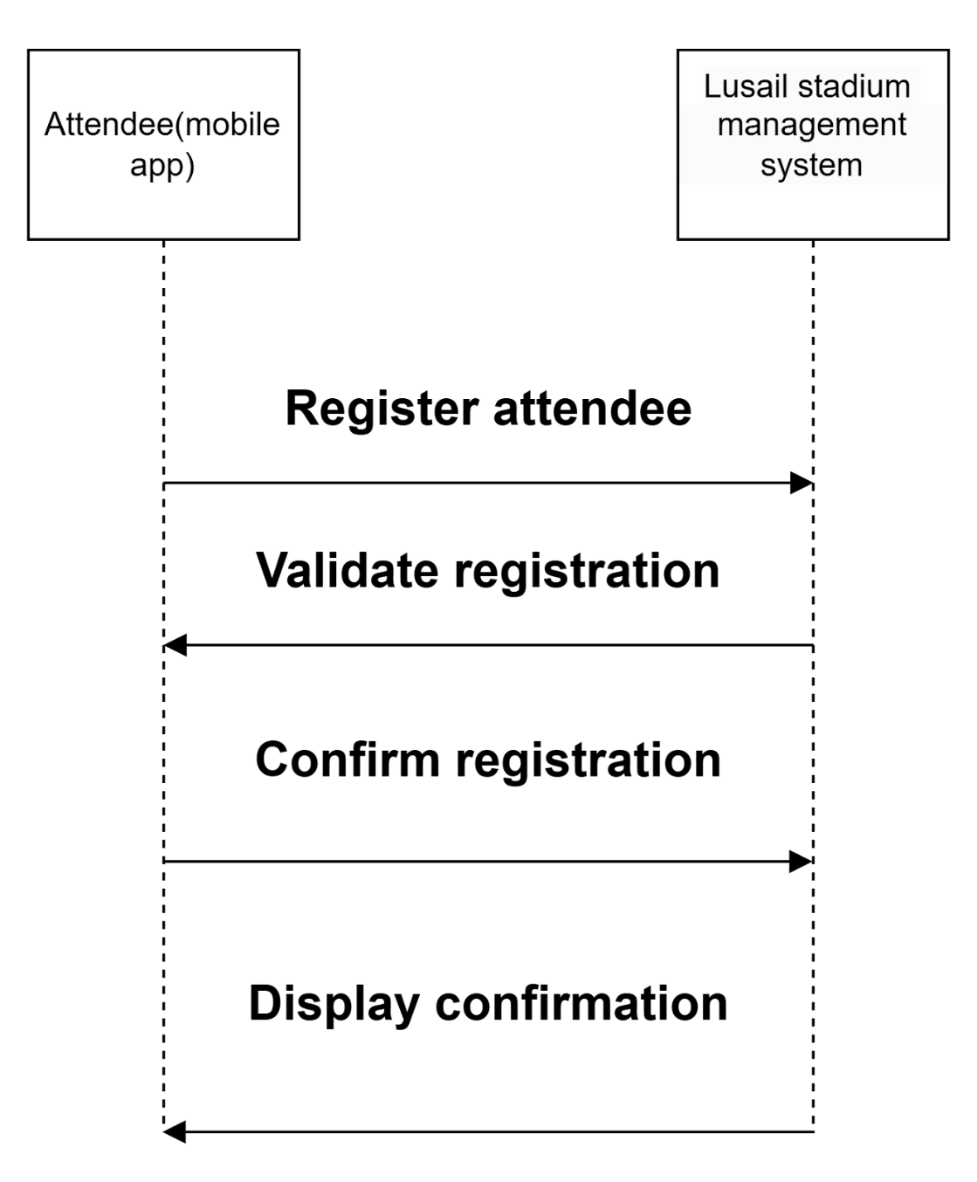 Attendee(mobile
app)
Lusail stadium
management
system
Register attendee
Validate registration
Confirm registration
Display confirmation